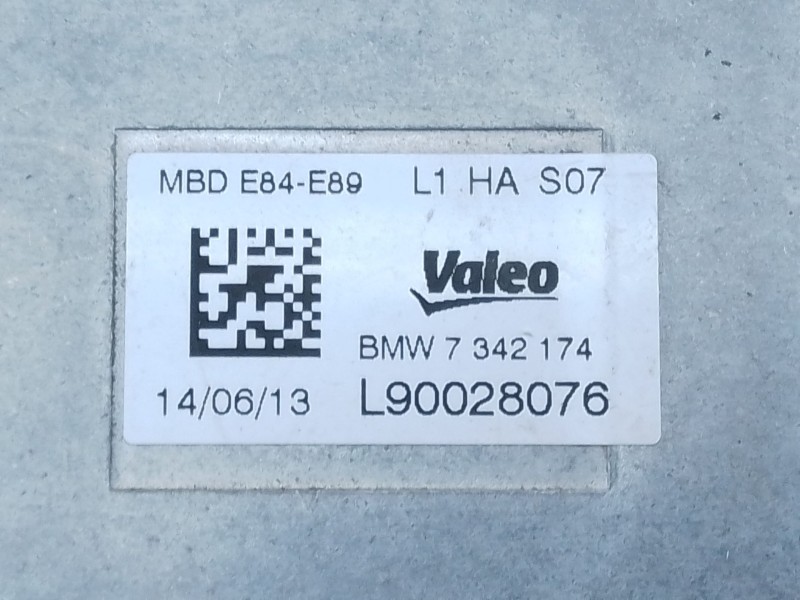 MBD E84-E89 L1 HA S07
Valeo
BMW 7 342 174
14/06/13 L90028076